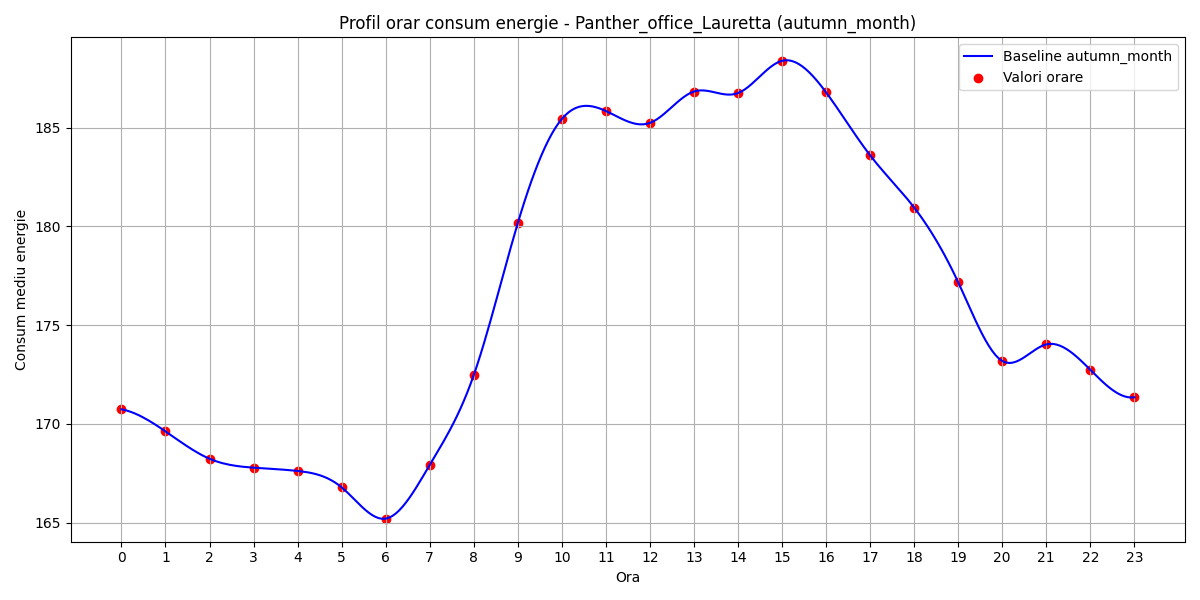 Profil orar consum energie - Panther_office_Lauretta (autumn_month)
Baseline autumn_month
Valori orare
Consum mediu energie
185
180
175
170
165
0 1 2 3 4 5 6 7 8 9 10 11 12 13 14 15 16 17 18 19 20 21 22 23
Ora